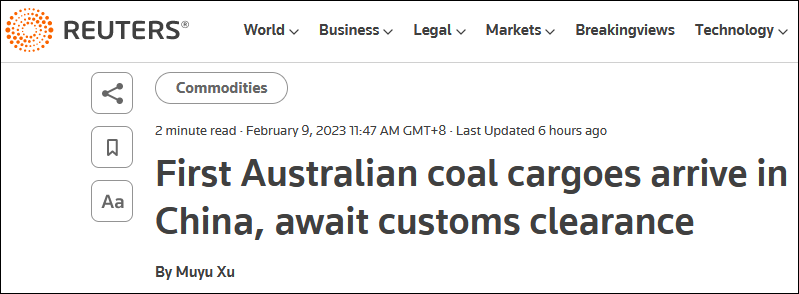 REUTERS® World Business Legal Markets Breakingviews Technology
Commodities
2 minute read · February 9, 2023 11:47 AM GMT+8 · Last Updated 6 hours ago
Aa
First Australian coal cargoes arrive in
China, await customs clearance
By Muyu Xu